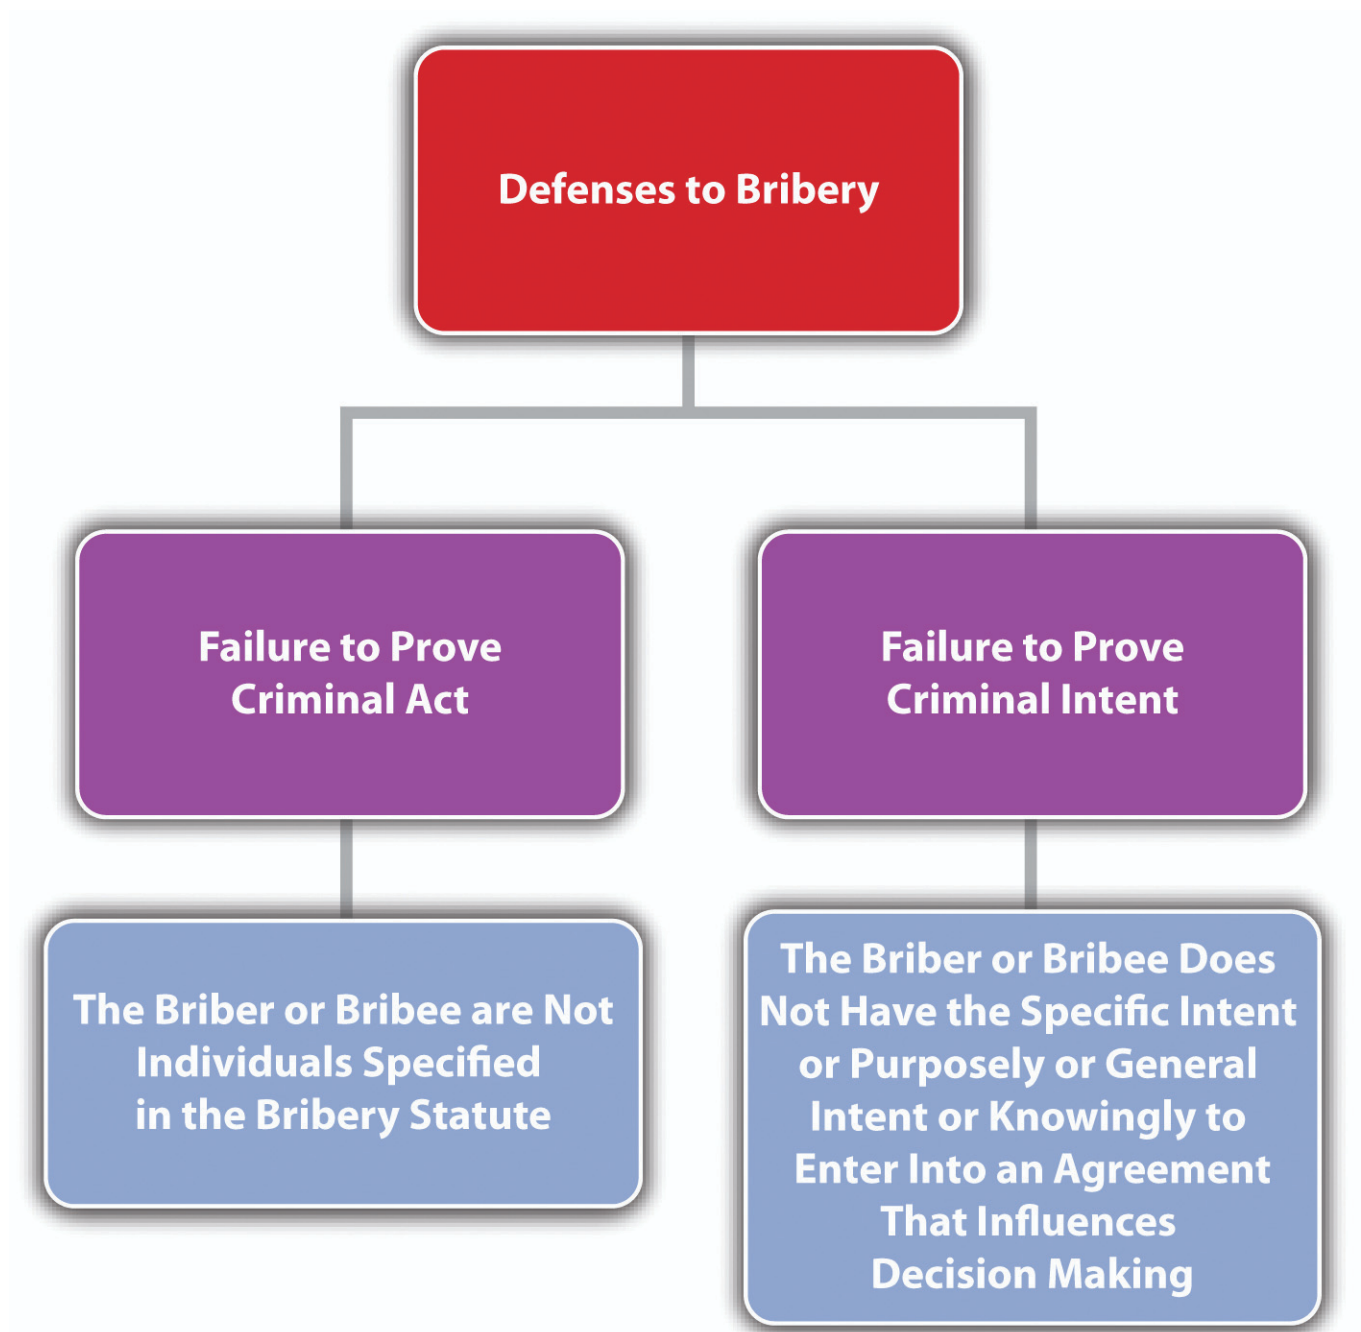 Defenses to Bribery
Failure to Prove
Criminal Act
Failure to Prove
Criminal Intent
The Briber or Bribee are Not
Individuals Specified
in the Bribery Statute
The Briber or Bribee Does
Not Have the Specific Intent
or Purposely or General
Intent or Knowingly to
Enter Into an Agreement
That Influences
Decision Making